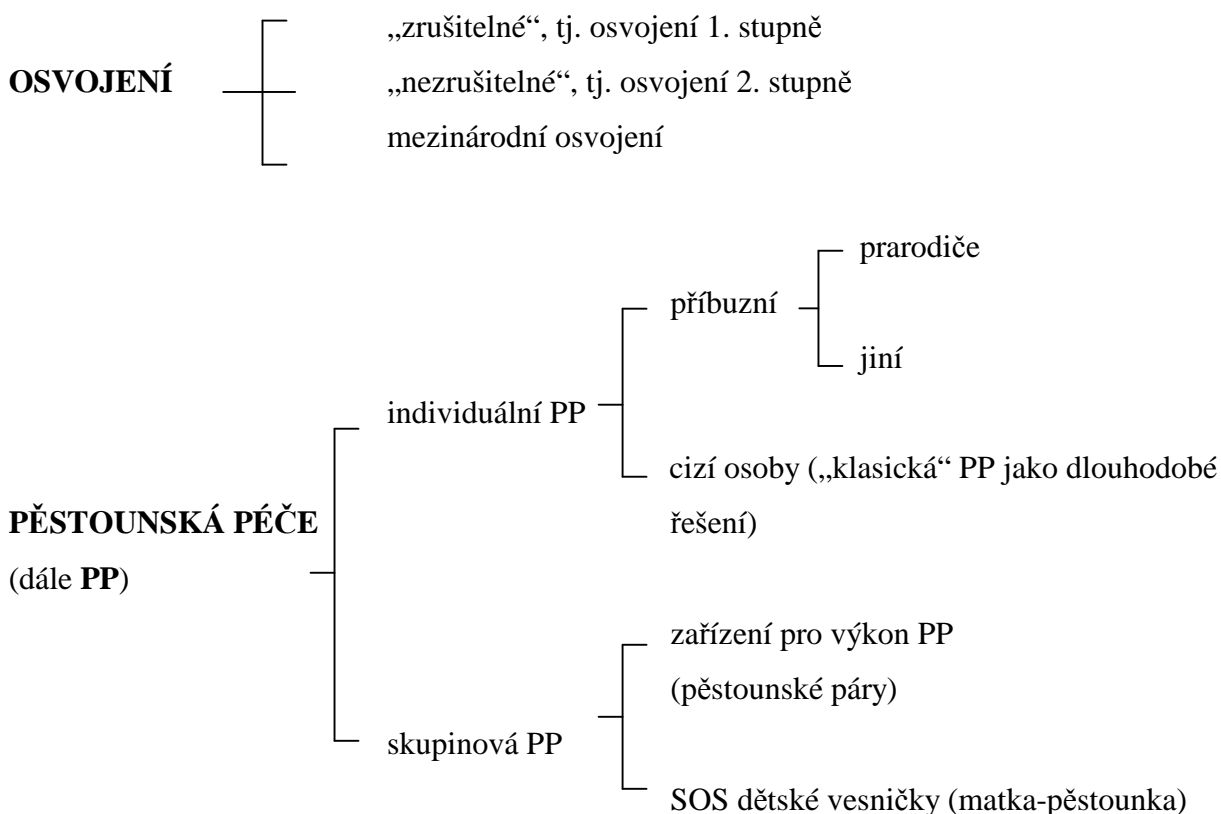 „zrušitelné“, tj. osvojení 1. stupně
OSVOJENÍ
„nezrušitelné“, tj. osvojení 2. stupně
mezinárodní osvojení
prarodiče
příbuzní
jiní
individuální PP
cizí osoby („klasická“ PP jako dlouhodobé
řešení)
PĚSTOUNSKÁ PÉČE
(dále PP)
zařízení pro výkon PP
(pěstounské páry)
skupinová PP
SOS dětské vesničky (matka-pěstounka)